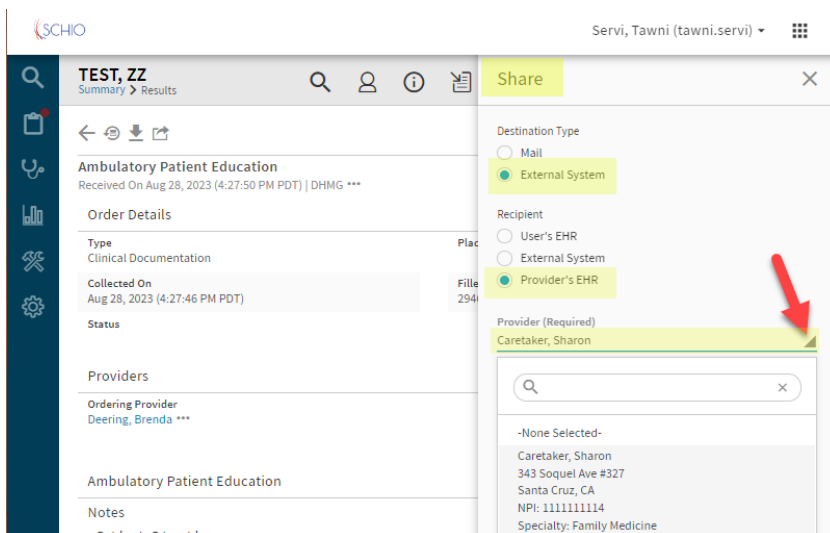 SCHIO
Servi, Tawni (tawni.servi)
TEST, ZZ
Summary > Results
Ambulatory Patient Education
Received On Aug 28, 2023 (4:27:50 PM PDT) | DHMG •••
Order Details
Type
Clinical Documentation
Collected On
Aug 28, 2023 (4:27:46 PM PDT)
Status
Providers
Ordering Provider
Deering, Brenda •••
Ambulatory Patient Education
Notes
Share
Destination Type
Mail
External System
Recipient
User's EHR
External System
Provider's EHR
Provider (Required)
Caretaker, Sharon
-None Selected-
Caretaker, Sharon
343 Soquel Ave #327
Santa Cruz, CA
NPI: 1111111114
Specialty: Family Medicine